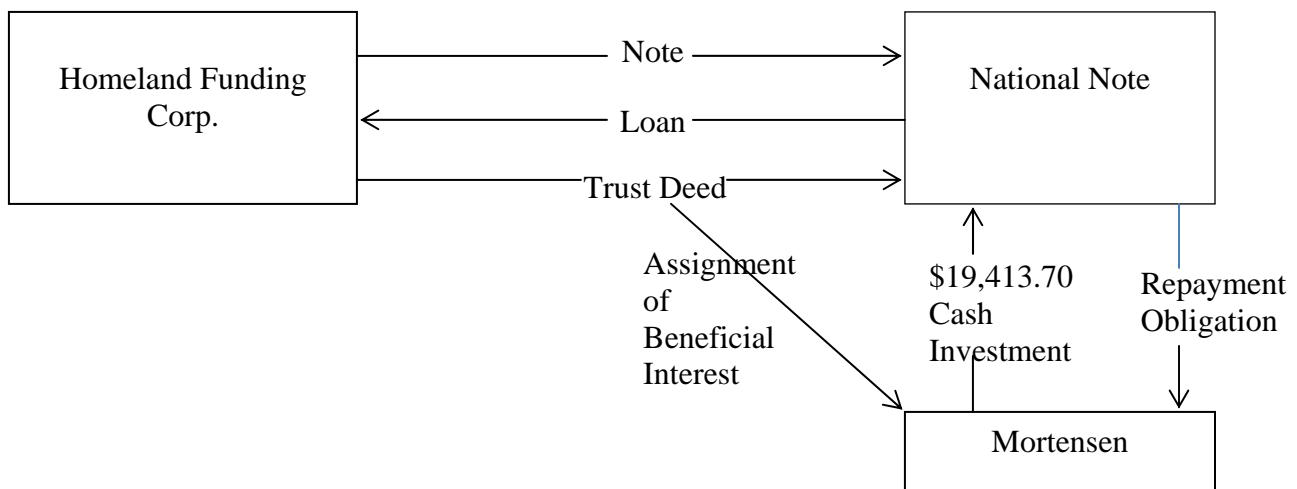 Homeland Funding
Corp.
Note
National Note
Loan
Trust Deed
Assignment
of
Beneficial
Interest
$19,413.70
Cash
Investment
Repayment
Obligation
Mortensen